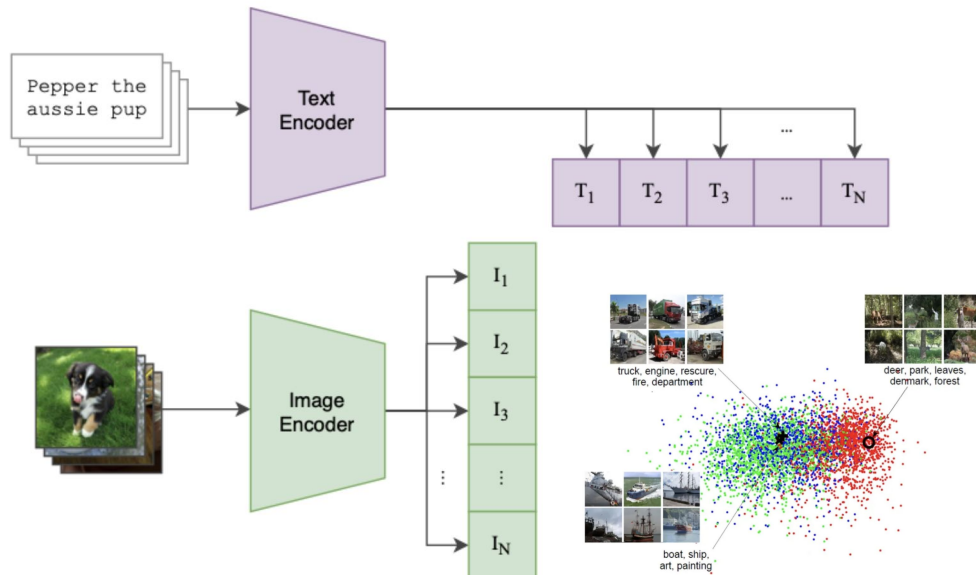 Pepper the
aussie pup
Text
Encoder
...
T1 T2 T3 ... TN
Image
Encoder
I1
I2
I3
⋮ ⋮
IN
truck, engine, rescure,
fire, department
deer, park, leaves,
denmark, forest
boat, ship,
art, painting